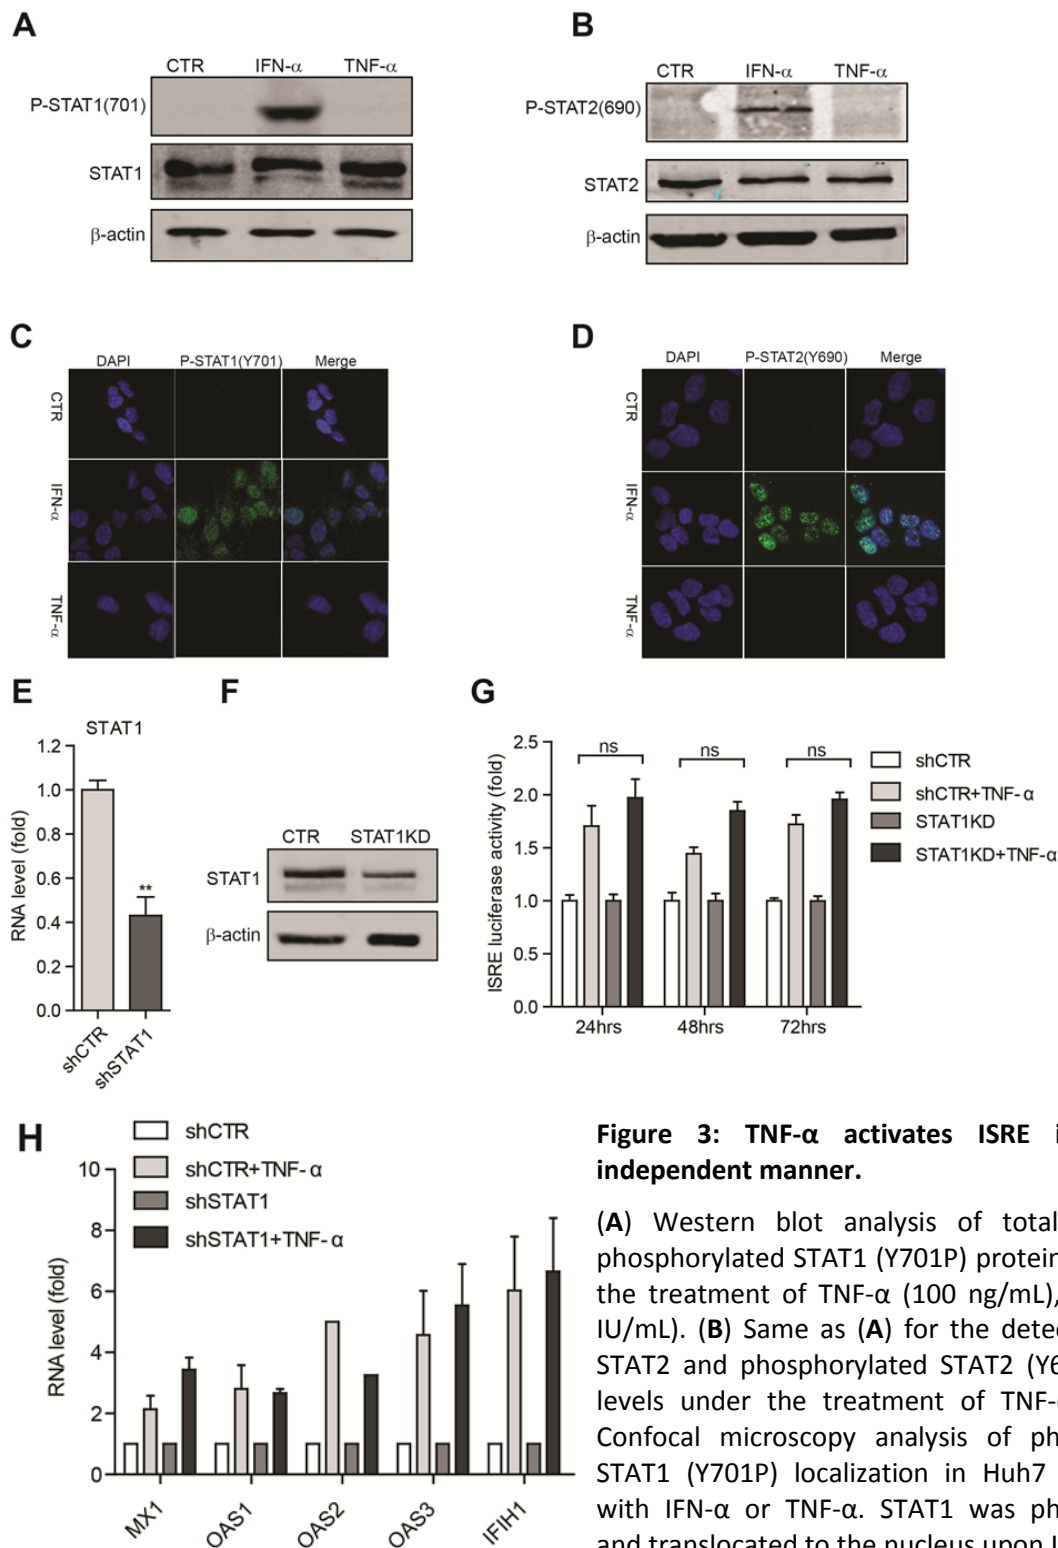 A
CTR IFN-α TNF-α
P-STAT1(701)
STAT1
β-actin
B
CTR IFN-α TNF-α
P-STAT2(690)
STAT2
β-actin
C
DAPI P-STAT1(Y701) Merge
CTR
IFN-α
TNF-α
D
DAPI P-STAT2(Y690) Merge
CTR
IFN-α
TNF-α
E
STAT1
RNA level (fold)
1.2
1.0
0.8
0.6
0.4
0.2
0.0
**
shCTR
shSTAT1
F
CTR STAT1KD
STAT1
β-actin
G
ISRE luciferase activity (fold)
2.5
2.0
1.5
1.0
0.5
0.0
ns ns ns
24hrs 48hrs 72hrs
shCTR
shCTR+TNF-α
STAT1KD
STAT1KD+TNF-α
H
shCTR
shCTR+TNF-α
shSTAT1
shSTAT1+TNF-α
RNA level (fold)
10
8
6
4
2
0
MX1 OAS1 OAS2 OAS3 IFIH1
Figure 3: TNF-α activates ISRE i
independent manner.
(A) Western blot analysis of total
phosphorylated STAT1 (Y701P) protein
the treatment of TNF-α (100 ng/mL),
IU/mL). (B) Same as (A) for the dete
STAT2 and phosphorylated STAT2 (Y6
levels under the treatment of TNF-
Confocal microscopy analysis of ph
STAT1 (Y701P) localization in Huh7
with IFN-α or TNF-α. STAT1 was ph
and translocated to the nucleus upon